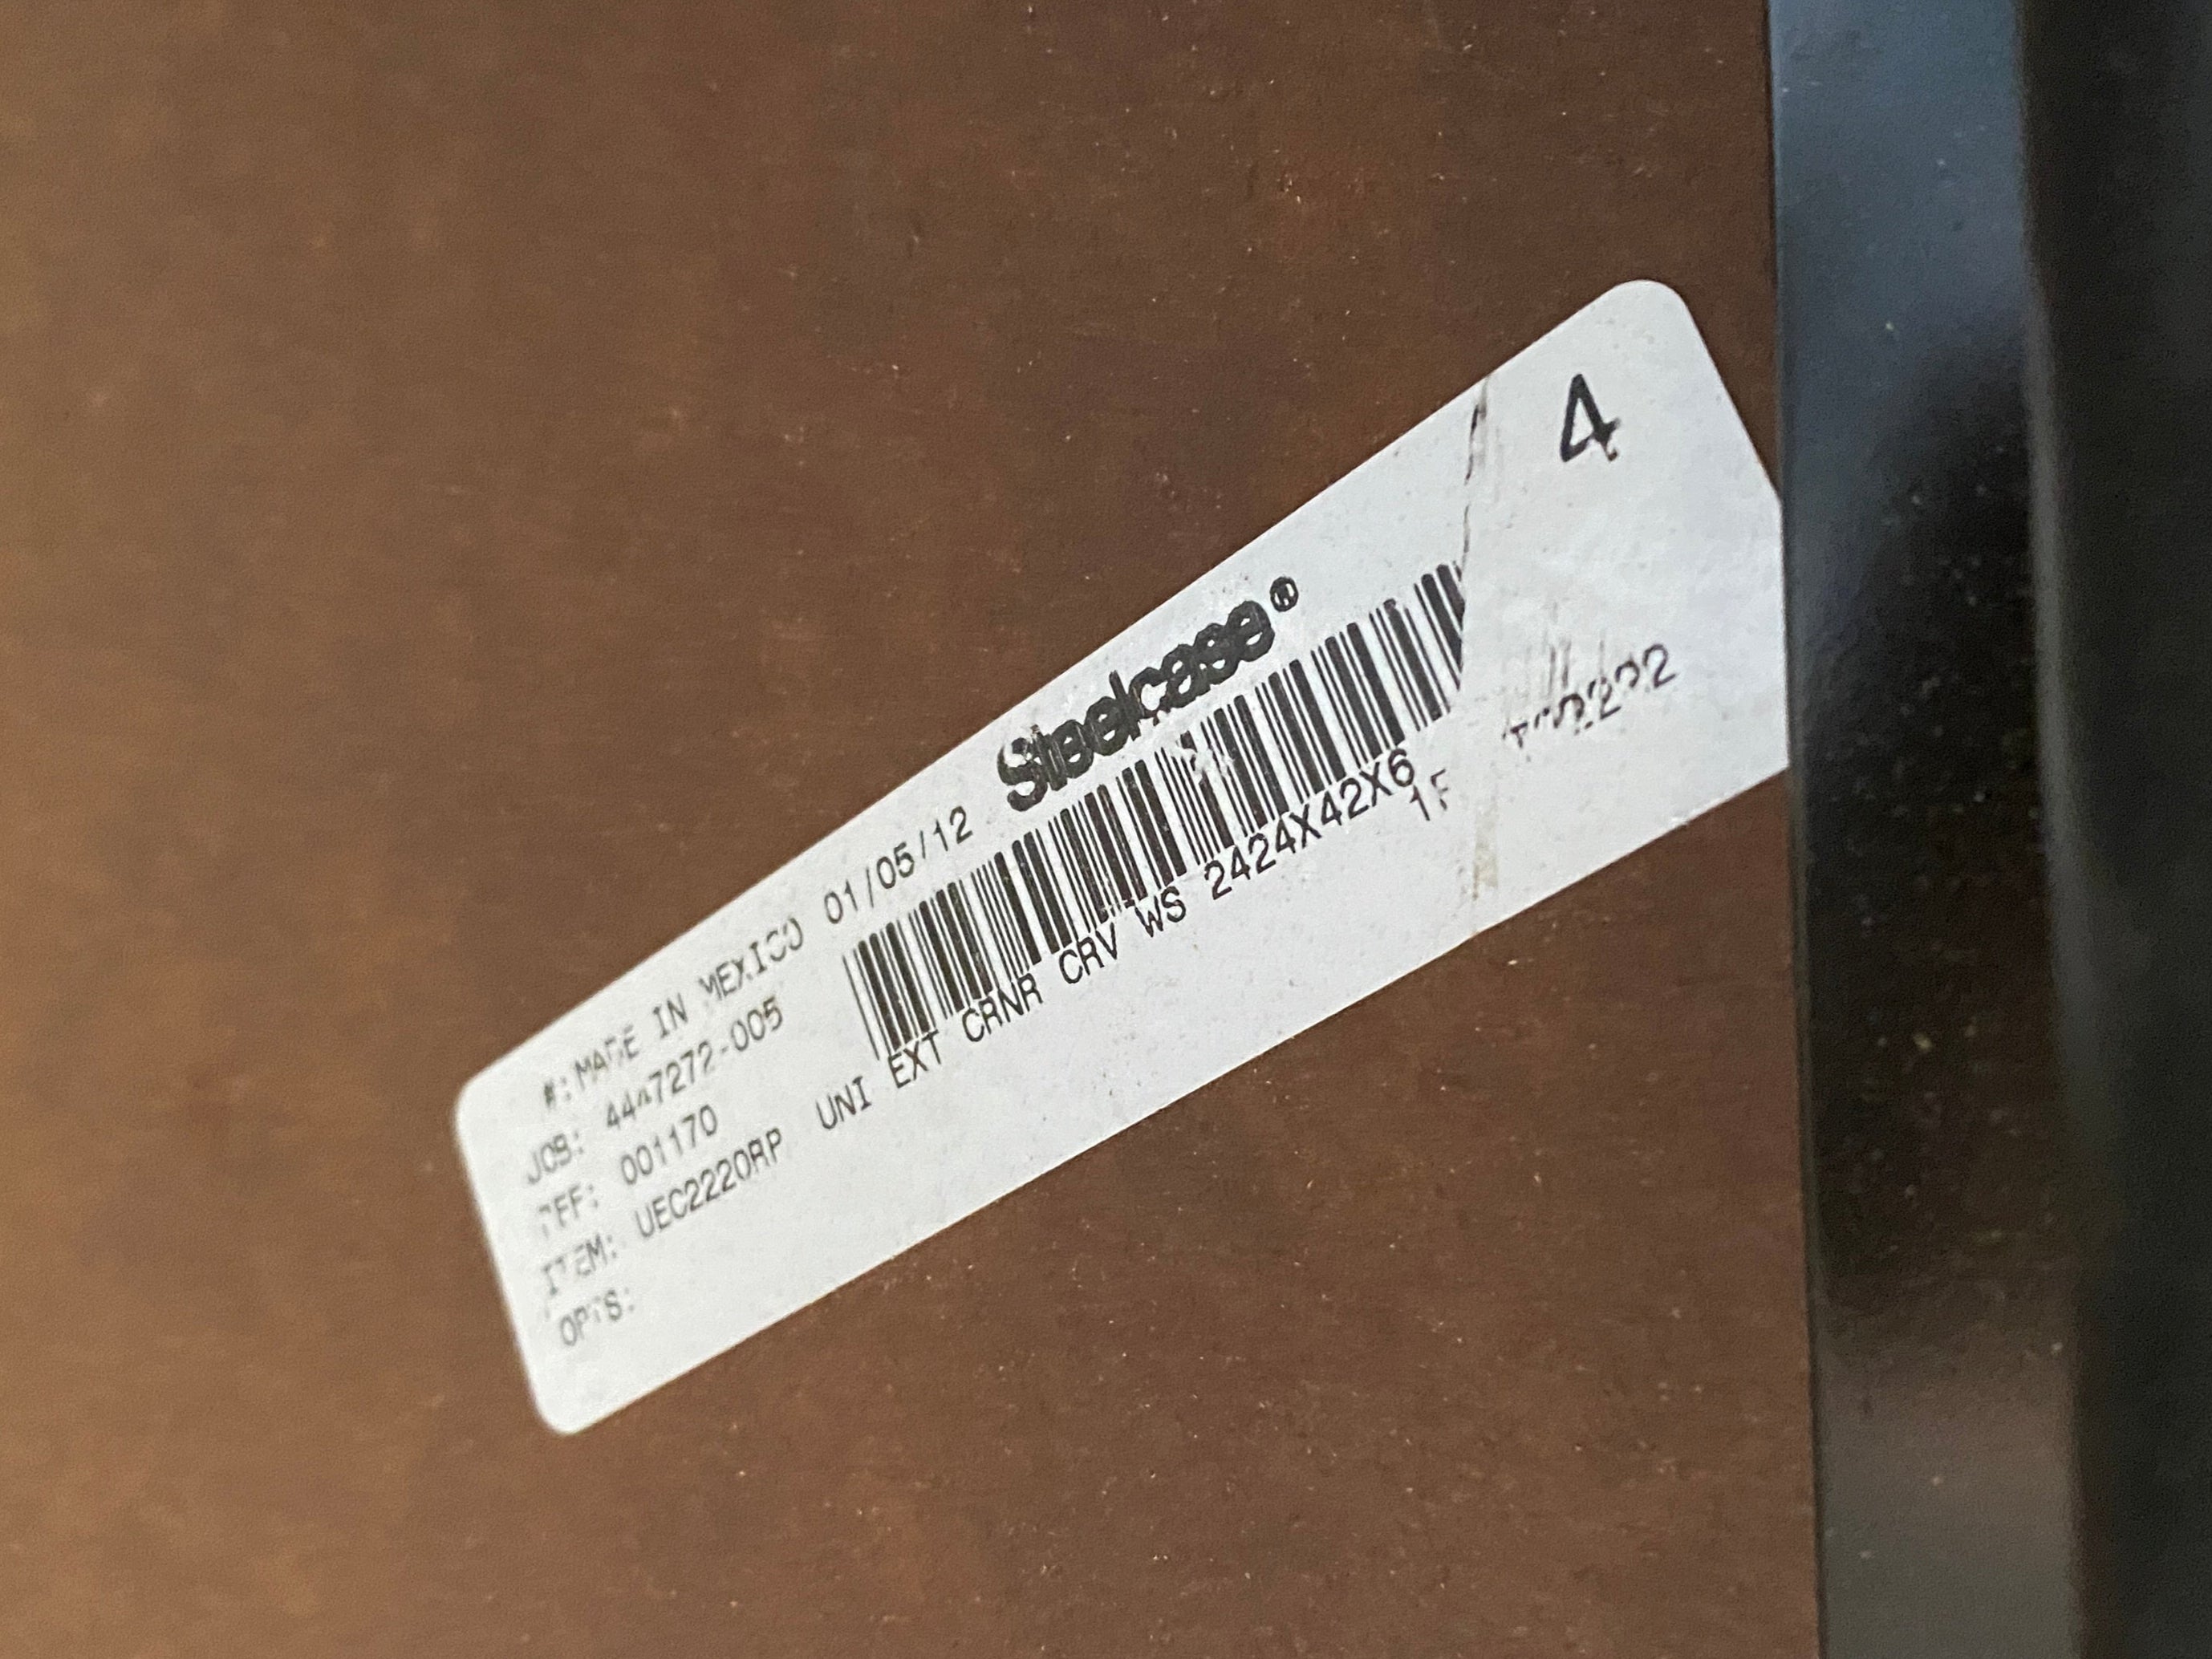 #: MADE IN MEXICO 01/05/12 Steelcase® 4
JOB: 4447272-005
REF: 001170
ITEM: UEC2220RP UNI EXT CRNR CRV WS 2424X42X6
OPTS: